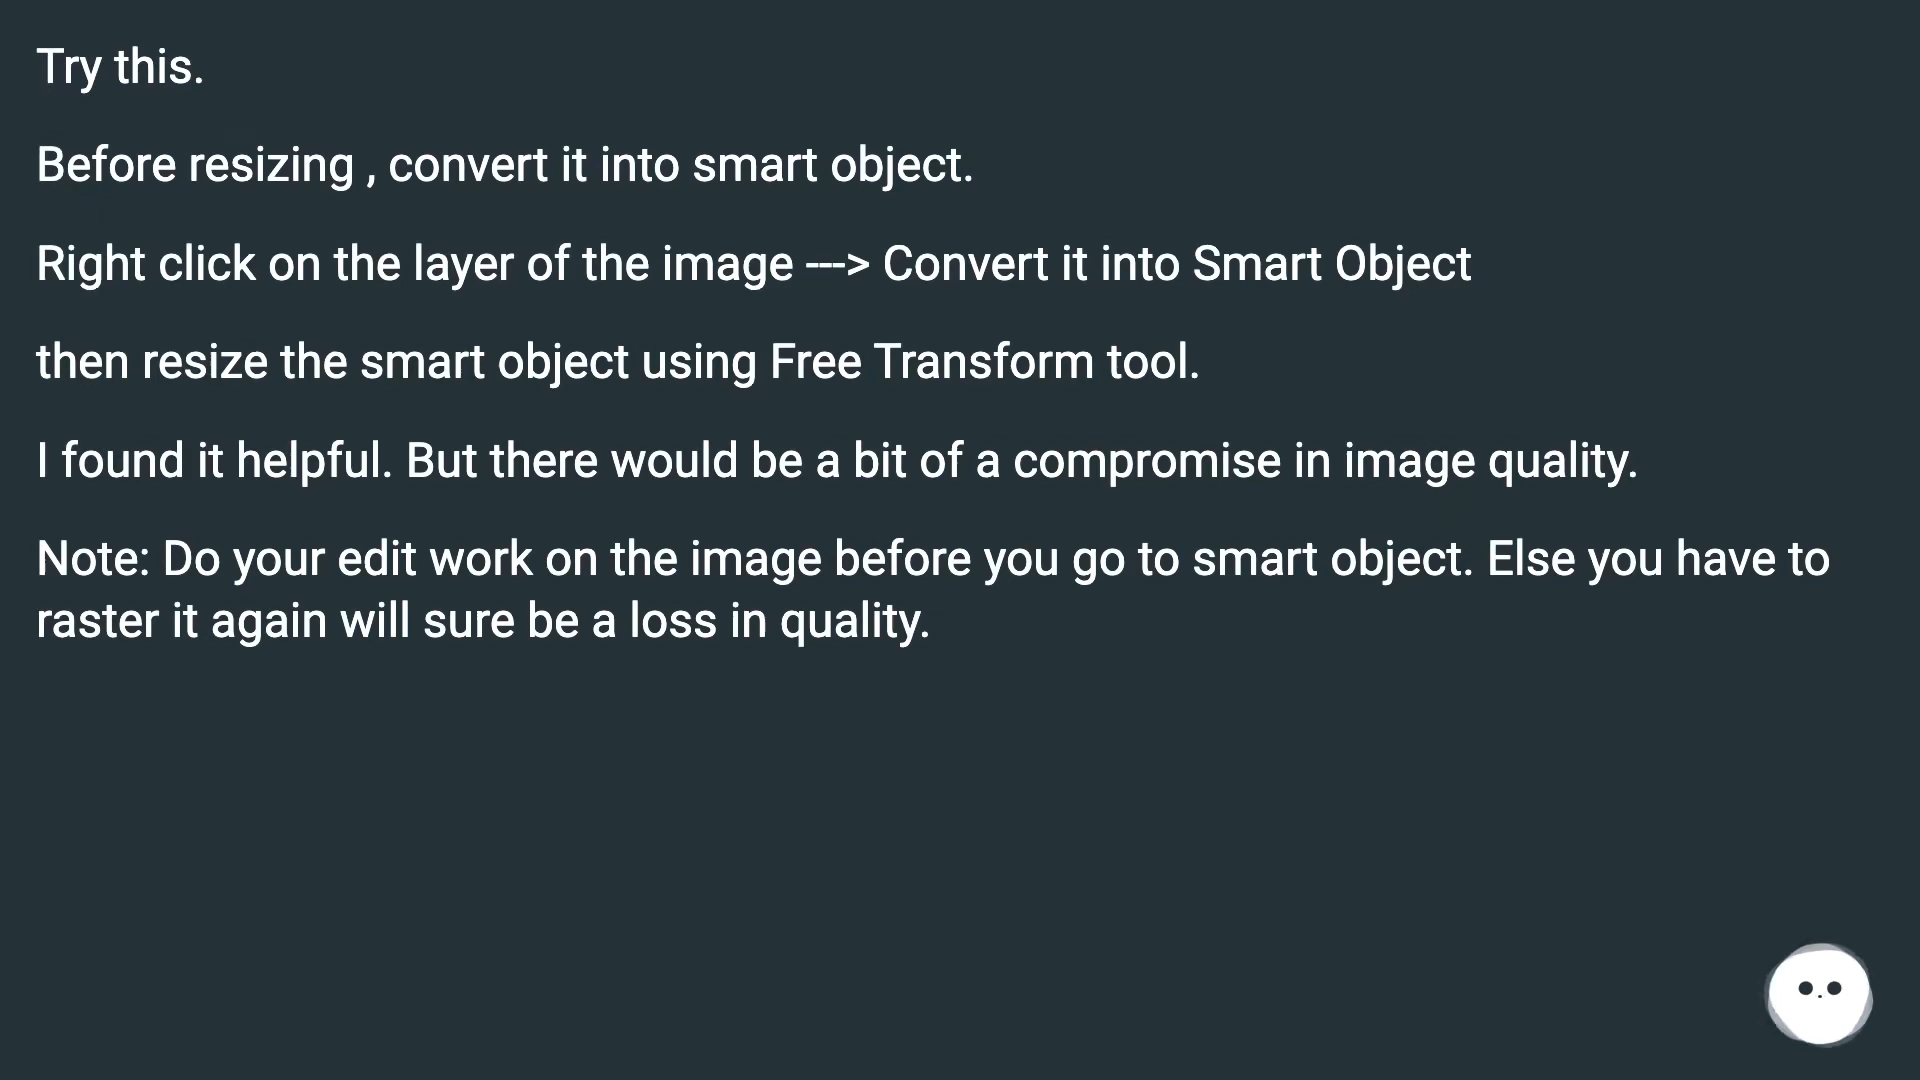 Try this.
Before resizing , convert it into smart object.
Right click on the layer of the image ---> Convert it into Smart Object
then resize the smart object using Free Transform tool.
I found it helpful. But there would be a bit of a compromise in image quality.
Note: Do your edit work on the image before you go to smart object. Else you have to
raster it again will sure be a loss in quality.